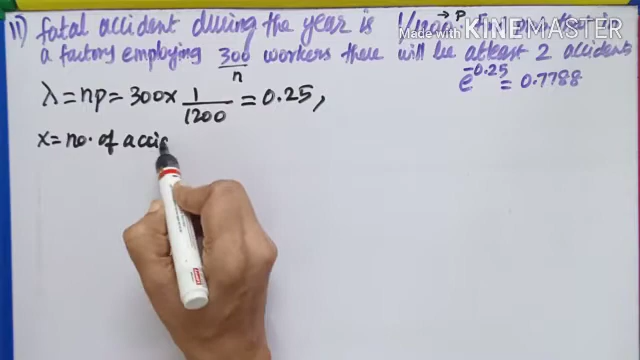 11) fatal accident during the year is 1/1200 → P
Made with KINEMASTER
a factory employing 300 workers there will be atleast 2 accidents
n
e^-0.25 = 0.7788
λ = np = 300 × 1/1200 = 0.25,
x = no. of acci